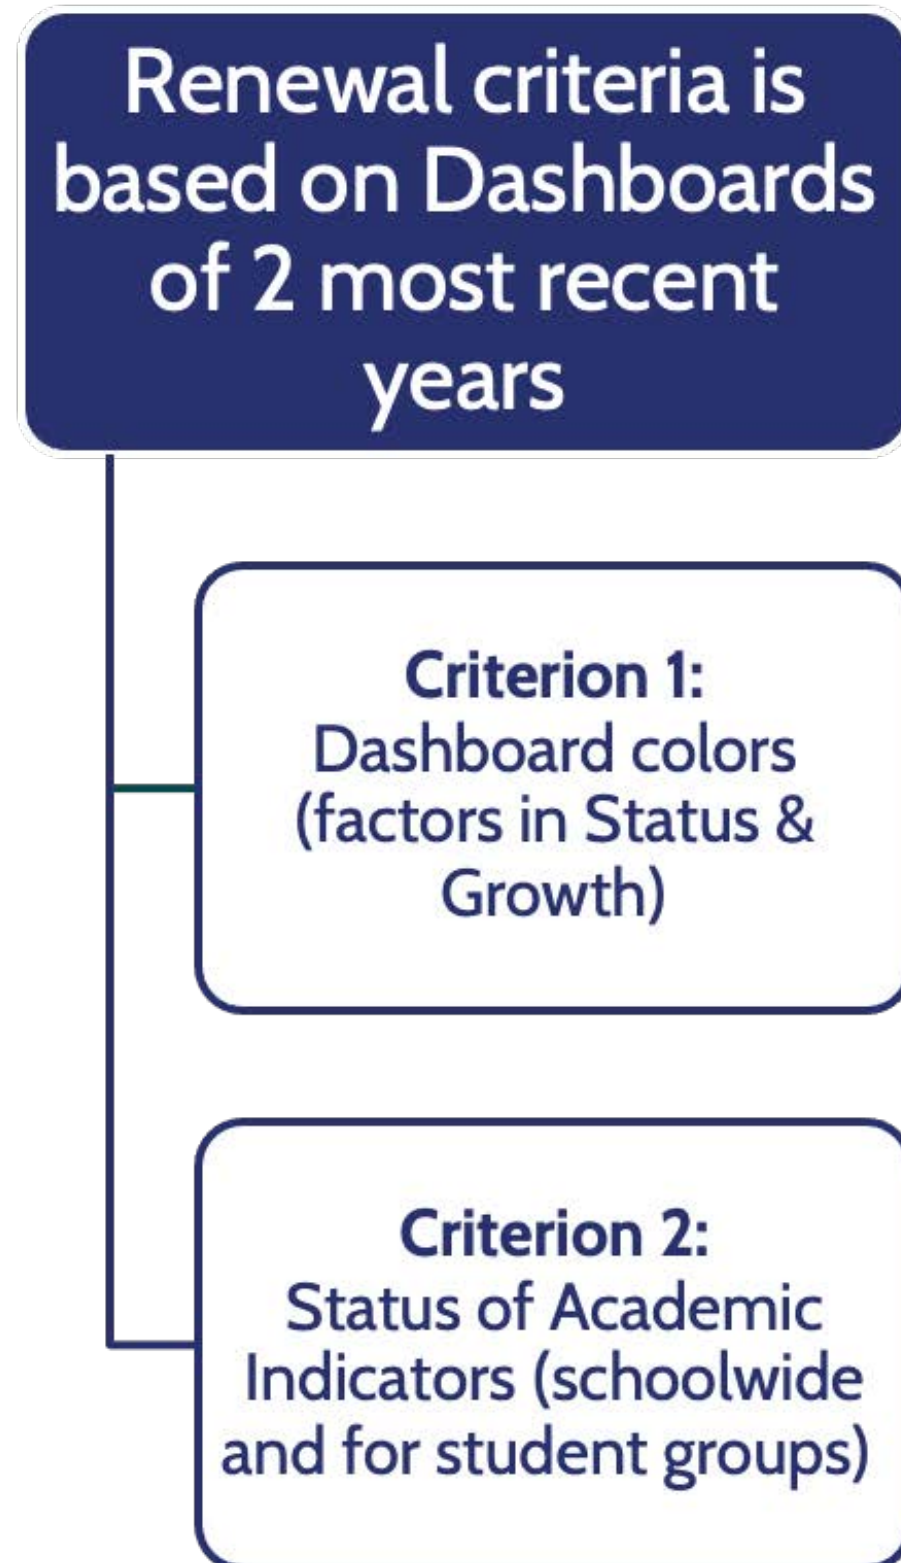 Renewal criteria is
based on Dashboards
of 2 most recent
years
Criterion 1:
Dashboard colors
(factors in Status &
Growth)
Criterion 2:
Status of Academic
Indicators (schoolwide
and for student groups)